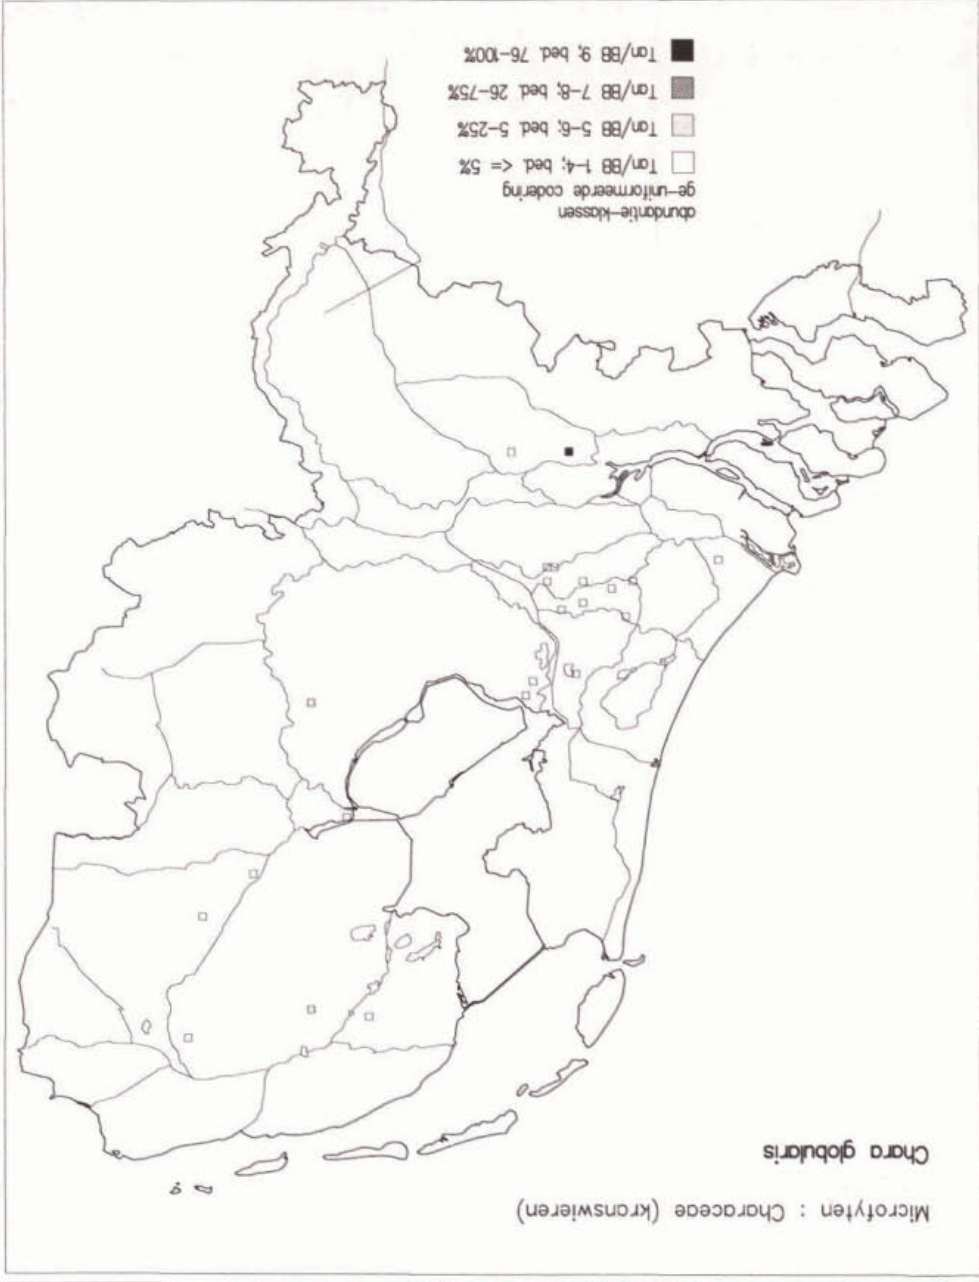 Microfyten : Characeae (kranswieren)
Chara globularis
abundantie-klassen
ge-uniformeerde codering
Tan/BB 1-4; bed. <= 5%
Tan/BB 5-6; bed. 5-25%
Tan/BB 7-8; bed. 26-75%
Tan/BB 9; bed. 76-100%